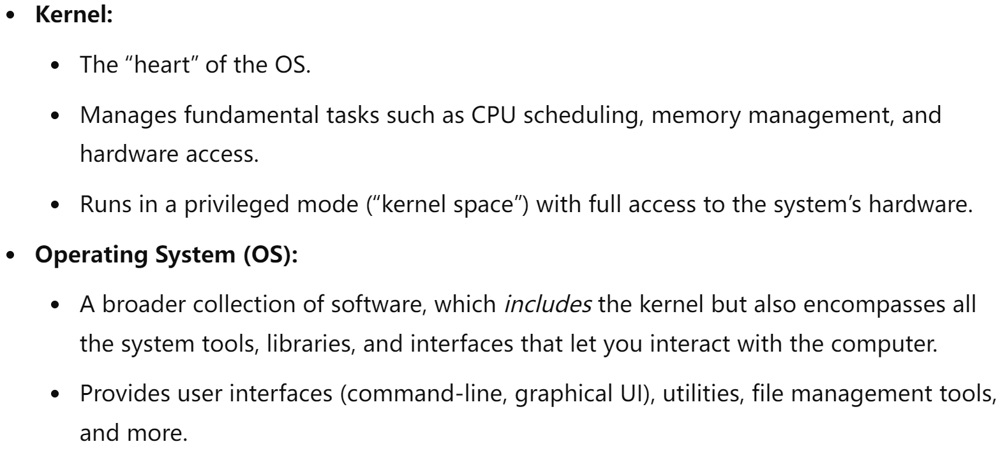 • Kernel:
• The “heart” of the OS.
• Manages fundamental tasks such as CPU scheduling, memory management, and
hardware access.
• Runs in a privileged mode (“kernel space”) with full access to the system’s hardware.
• Operating System (OS):
• A broader collection of software, which includes the kernel but also encompasses all
the system tools, libraries, and interfaces that let you interact with the computer.
• Provides user interfaces (command-line, graphical UI), utilities, file management tools,
and more.